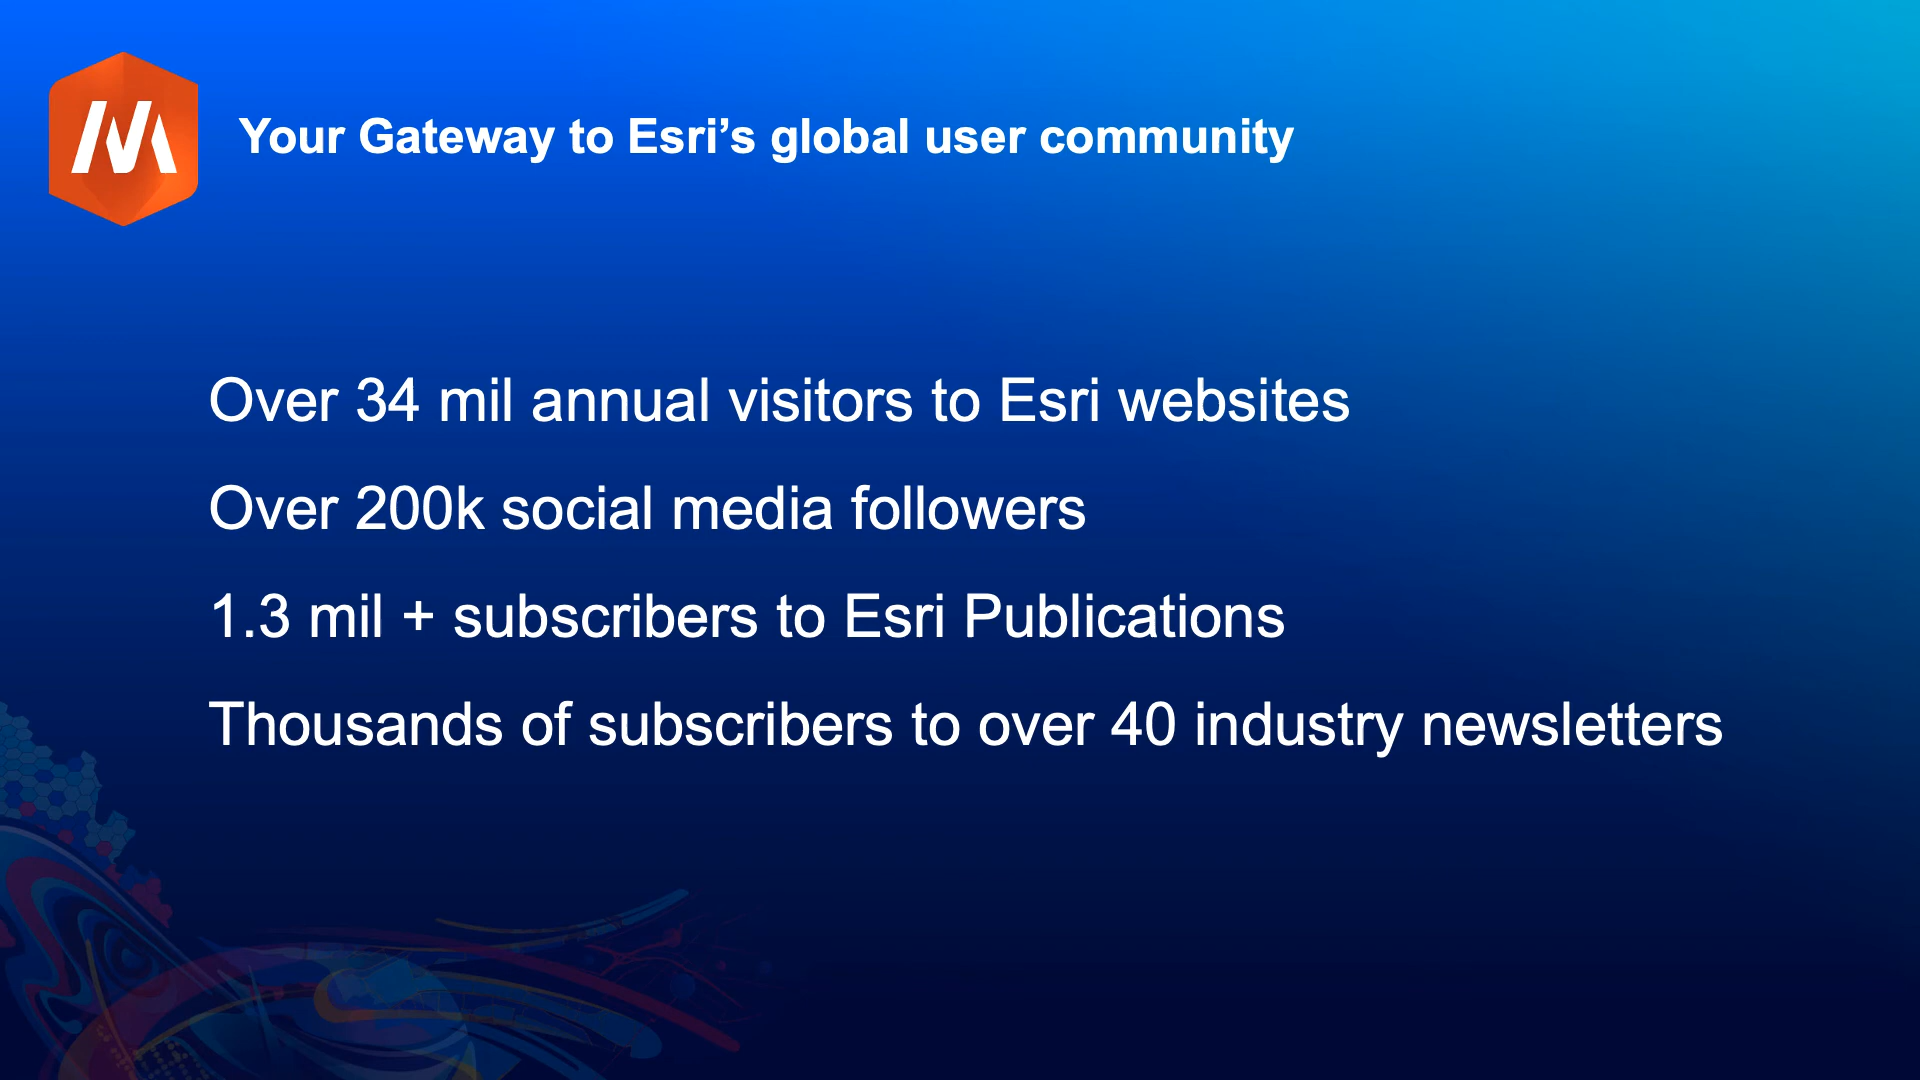 Your Gateway to Esri’s global user community
Over 34 mil annual visitors to Esri websites
Over 200k social media followers
1.3 mil + subscribers to Esri Publications
Thousands of subscribers to over 40 industry newsletters